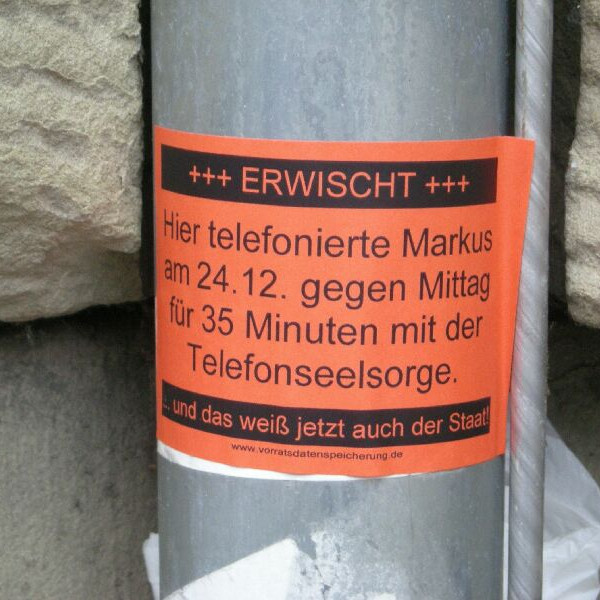 +++ ERWISCHT +++
Hier telefonierte Markus
am 24.12. gegen Mittag
für 35 Minuten mit der
Telefonseelsorge.
... und das weiß jetzt auch der Staat!
www.vorratsdatenspeicherung.de